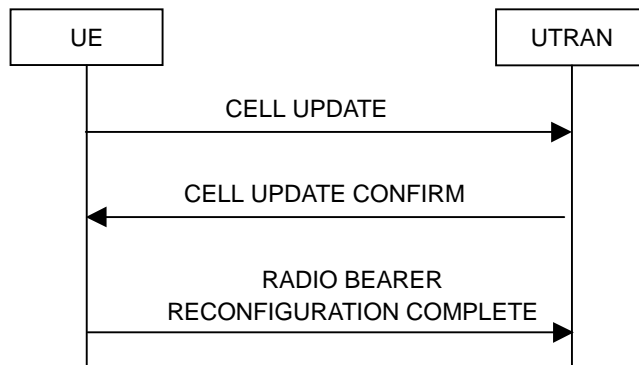 UE
UTRAN
CELL UPDATE
CELL UPDATE CONFIRM
RADIO BEARER
RECONFIGURATION COMPLETE